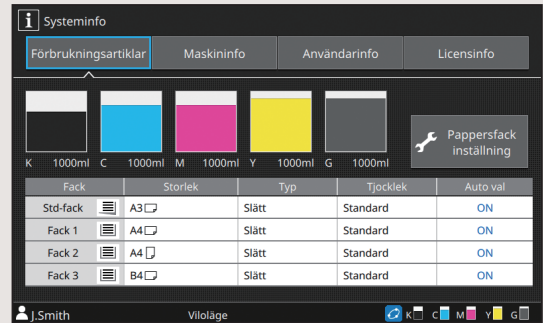 i Systeminfo
Förbrukningsartiklar Maskininfo Användarinfo Licensinfo
K 1000ml C 1000ml M 1000ml Y 1000ml G 1000ml
Pappersfack
inställning
Fack Storlek Typ Tjocklek Auto val
Std-fack A3 Slätt Standard ON
Fack 1 A4 Slätt Standard ON
Fack 2 A4 Slätt Standard ON
Fack 3 B4 Slätt Standard ON
J.Smith Viloläge K C M Y G